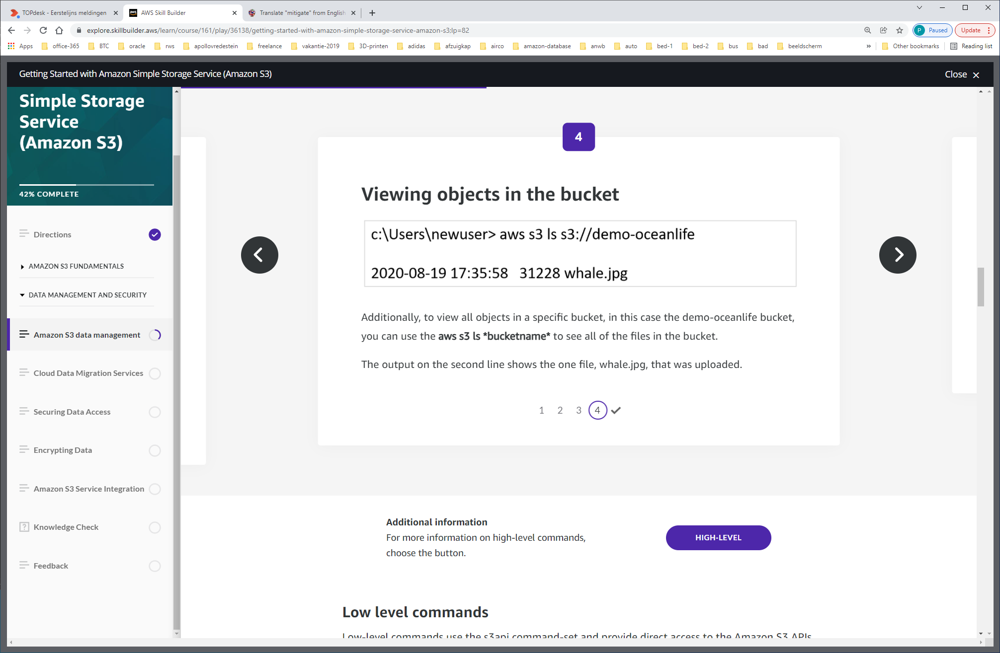 TOPdesk - Eerstelijns meldingen
AWS Skill Builder
Translate "mitigate" from English
explore.skillbuilder.aws/learn/course/161/play/36138/getting-started-with-amazon-simple-storage-service-amazon-s3;lp=82
P Paused
Update
Apps office-365 BTC oracle rws apollovredestein freelance vakantie-2019 3D-printen adidas afzuigkap airco amazon-database anwb auto bed-1 bed-2 bus bad beeldscherm » Other bookmarks Reading list
Getting Started with Amazon Simple Storage Service (Amazon S3)
Close
Simple Storage
Service
(Amazon S3)
42% COMPLETE
Directions
AMAZON S3 FUNDAMENTALS
DATA MANAGEMENT AND SECURITY
Amazon S3 data management
Cloud Data Migration Services
Securing Data Access
Encrypting Data
Amazon S3 Service Integration
? Knowledge Check
Feedback
4
Viewing objects in the bucket
c:\Users\newuser> aws s3 ls s3://demo-oceanlife
2020-08-19 17:35:58 31228 whale.jpg
Additionally, to view all objects in a specific bucket, in this case the demo-oceanlife bucket,
you can use the aws s3 ls *bucketname* to see all of the files in the bucket.
The output on the second line shows the one file, whale.jpg, that was uploaded.
1 2 3 4
Additional information
For more information on high-level commands,
choose the button.
HIGH-LEVEL
Low level commands
Low-level commands use the s3api command-set and provide direct access to the Amazon S3 APIs